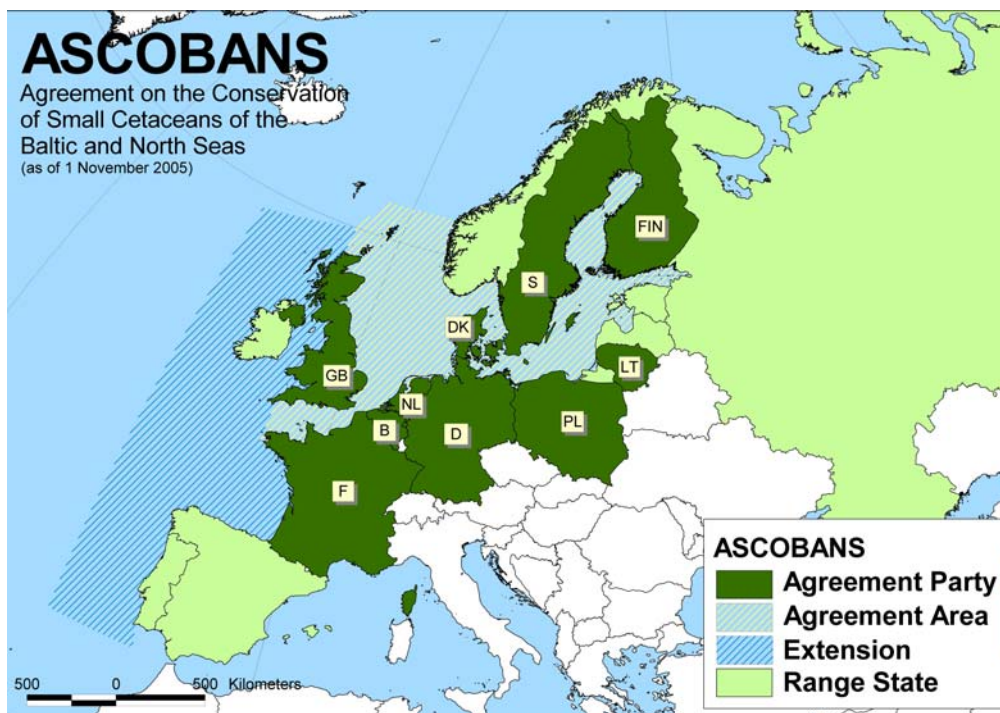 ASCOBANS
Agreement on the Conservation
of Small Cetaceans of the
Baltic and North Seas
(as of 1 November 2005)
FIN
S
DK
LT
GB
NL
PL
B
D
F
ASCOBANS
Agreement Party
Agreement Area
Extension
Range State
500 0 500 Kilometers